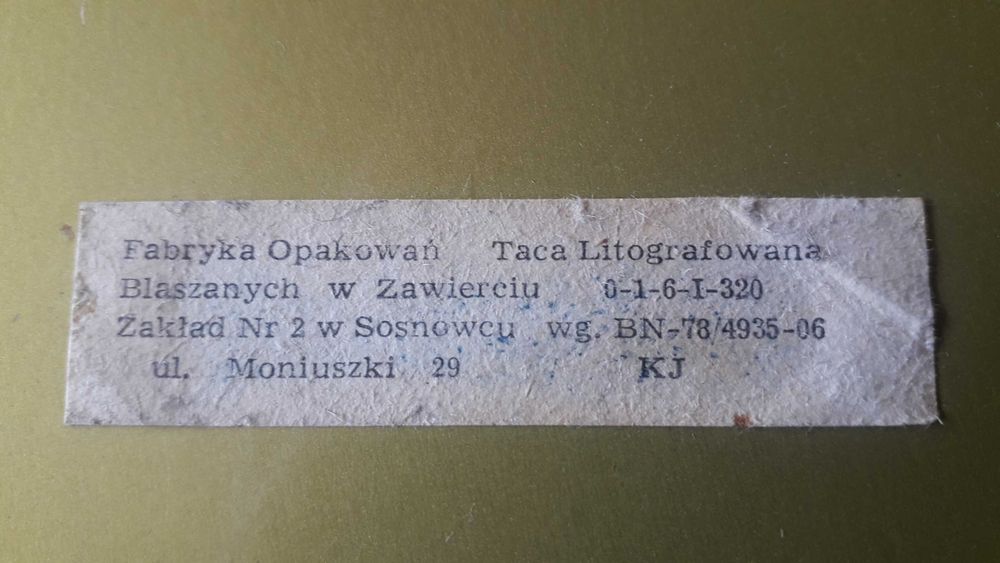 Fabryka Opakowań Taca Litografowana
Blaszanych w Zawierciu 0-1-6-I-320
Zakład Nr 2 w Sosnowcu wg. BN-78/4935-06
ul. Moniuszki 29 KJ